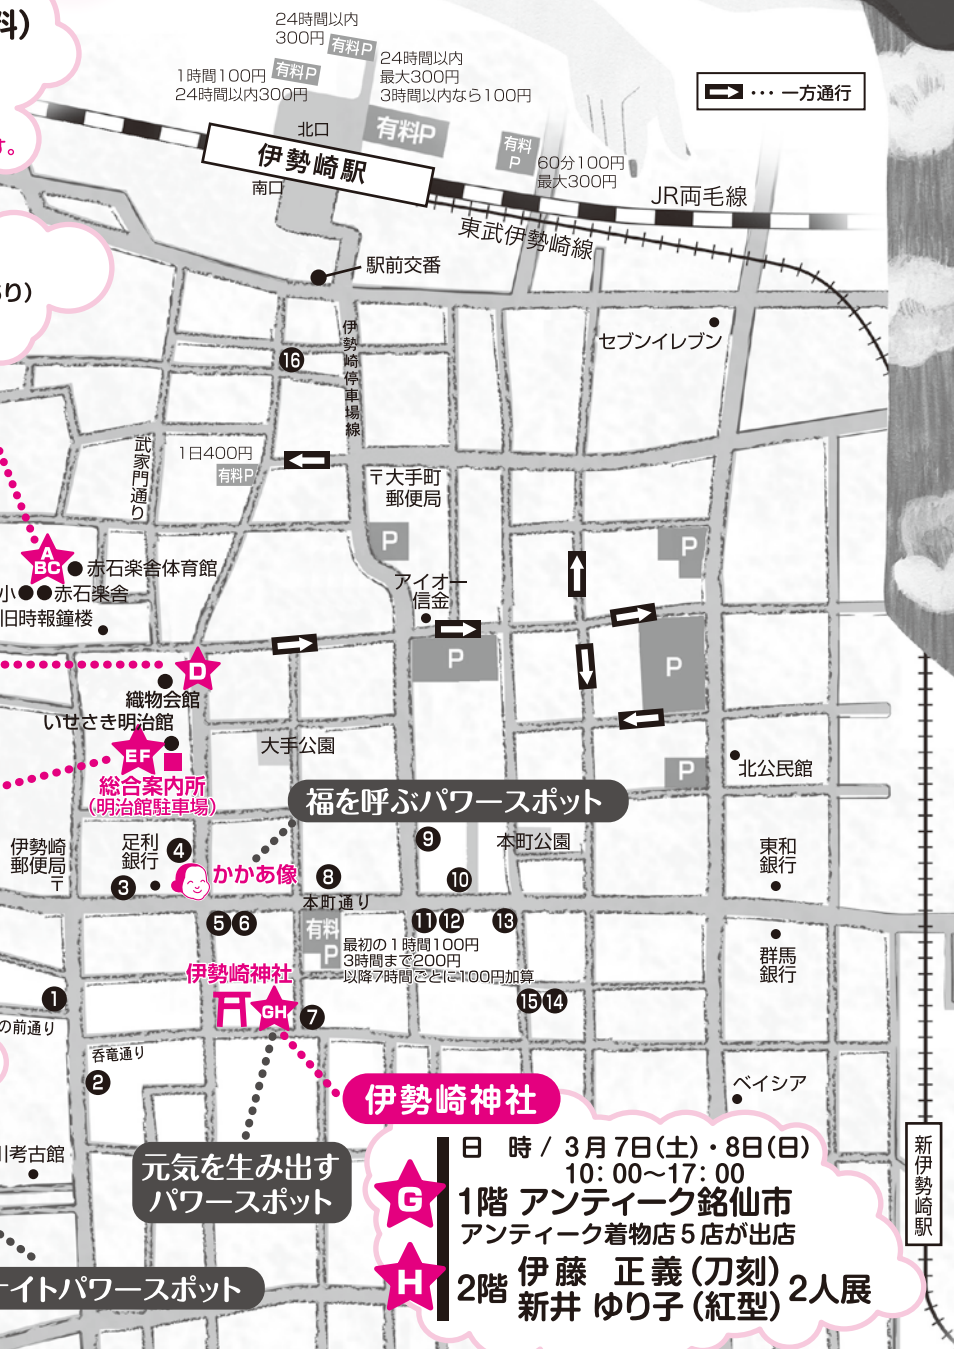 料)
す。
り)
24時間以内
300円
有料P
1時間100円
24時間以内300円
有料P
24時間以内
最大300円
3時間以内なら100円
有料P
有料
P
60分100円
最大300円
⋯ 一方通行
北口
伊勢崎駅
南口
JR両毛線
東武伊勢崎線
駅前交番
セブンイレブン
伊勢崎停車場線
16
武家門通り
1日400円
有料P
〒大手町
郵便局
P
P
A
BC
赤石楽舎体育館
小
赤石楽舎
旧時報鐘楼
アイオー
信金
P
P
D
織物会館
いせさき明治館
EF
総合案内所
(明治館駐車場)
大手公園
P
北公民館
福を呼ぶパワースポット
伊勢崎
郵便局
〒
足利
銀行
4
3
かかあ像
8
9
10
本町公園
東和
銀行
本町通り
5 6
11 12
13
有料
P
最初の1時間100円
3時間まで200円
以降7時間ごとに100円加算
群馬
銀行
伊勢崎神社
GH
7
15 14
1
の前通り
呑竜通り
2
ベイシア
伊勢崎神社
川考古館
元気を生み出す
パワースポット
ナイトパワースポット
新伊勢崎駅
日 時/ 3月7日(土)・8日(日)
10:00〜17:00
G
1階 アンティーク銘仙市
アンティーク着物店5店が出店
H
2階 伊藤 正義(刀刻)
新井 ゆり子(紅型)
2人展